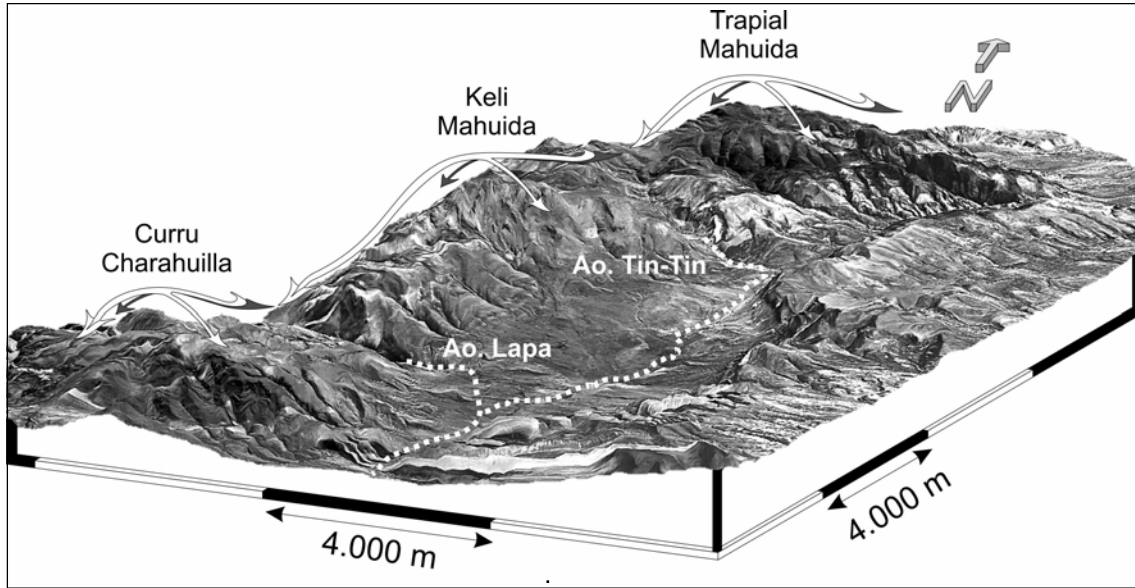 Trapial
Mahuida
N
Keli
Mahuida
Curru
Charahuilla
Ao. Tin-Tin
Ao. Lapa
4.000 m
4.000 m